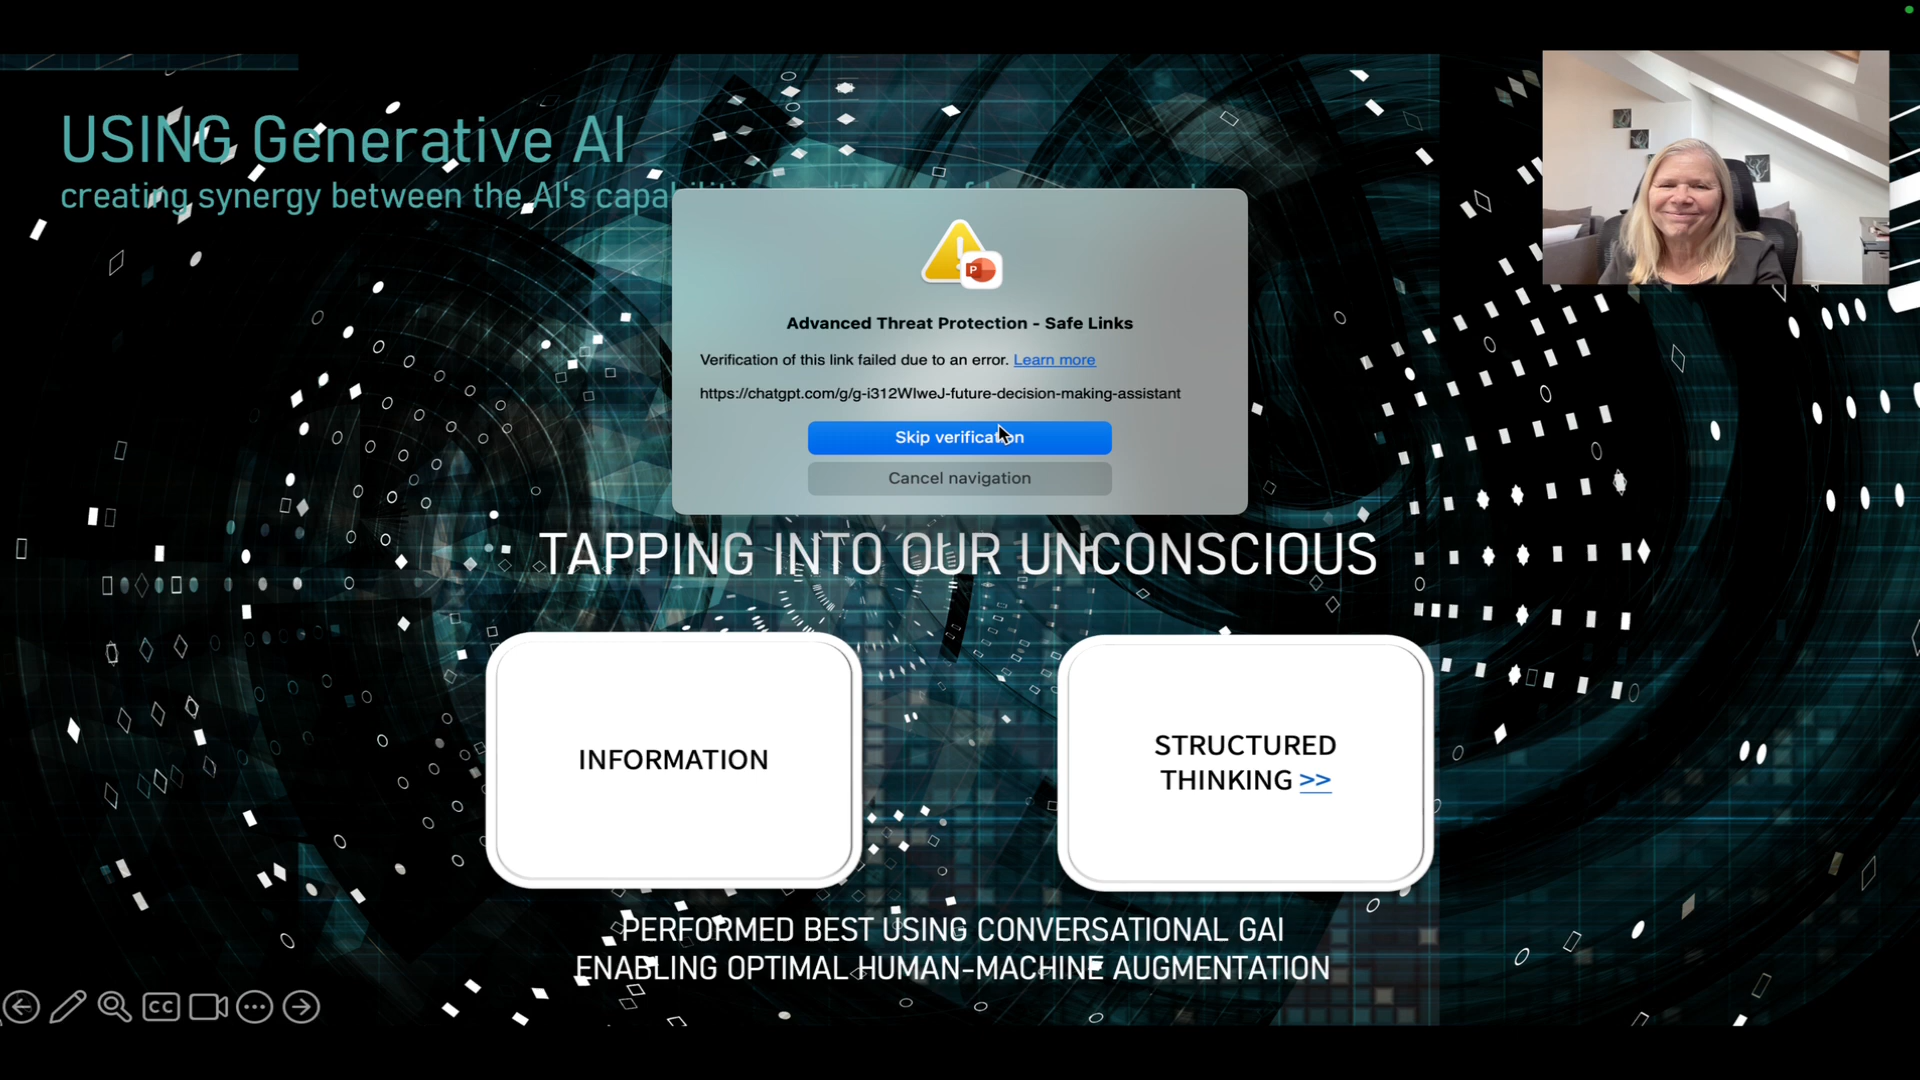 USING Generative AI
creating synergy between the AI's
Advanced Threat Protection - Safe Links
Verification of this link failed due to an error. Learn more
https://chatgpt.com/g/g-i312WIweJ-future-decision-making-assistant
Skip verification
Cancel navigation
TAPPING INTO OUR UNCONSCIOUS
INFORMATION
STRUCTURED
THINKING >>
PERFORMED BEST USING CONVERSATIONAL GAI
ENABLING OPTIMAL HUMAN-MACHINE AUGMENTATION
CC
P